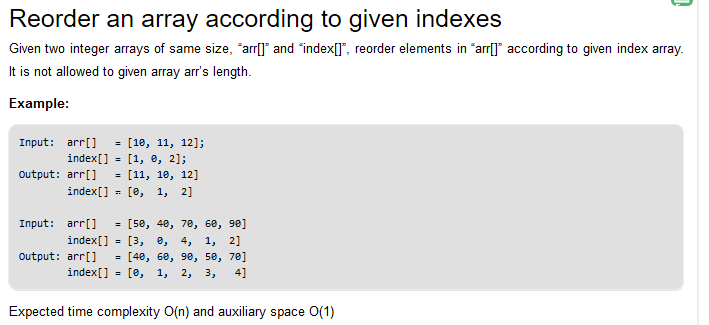 Reorder an array according to given indexes
Given two integer arrays of same size, “arr[]” and “index[]”, reorder elements in “arr[]” according to given index array.
It is not allowed to given array arr’s length.
Example:
Input:  arr[]   = [10, 11, 12];
        index[] = [1, 0, 2];
Output: arr[]   = [11, 10, 12]
        index[] = [0,  1,  2]
Input:  arr[]   = [50, 40, 70, 60, 90]
        index[] = [3,  0,  4,  1,  2]
Output: arr[]   = [40, 60, 90, 50, 70]
        index[] = [0,  1,  2,  3,   4]
Expected time complexity O(n) and auxiliary space O(1)